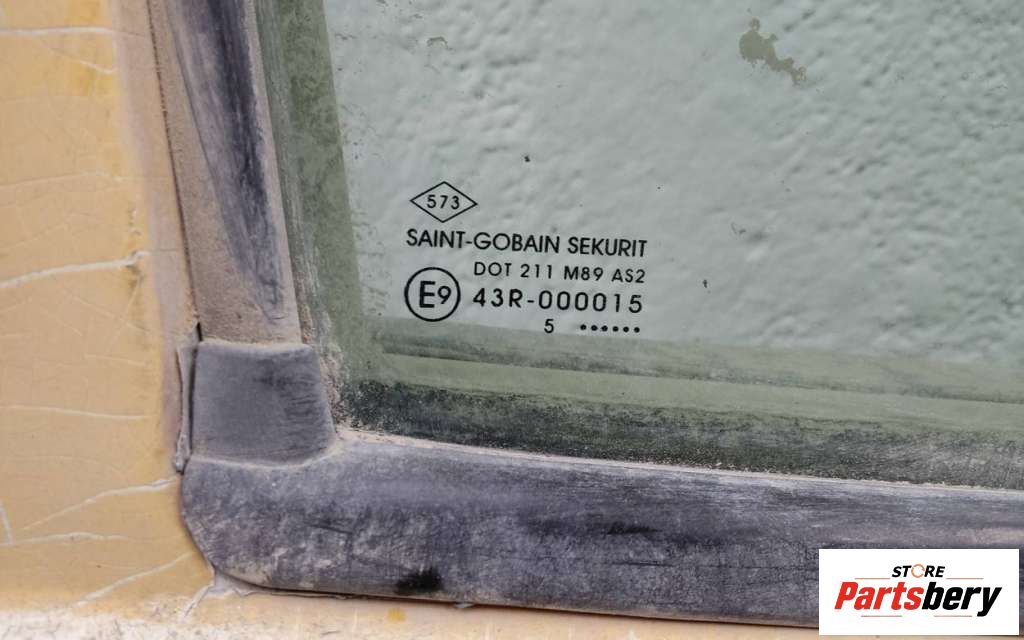 573
SAINT-GOBAIN SEKURIT
DOT 211 M89 AS2
E9 43R-000015
5 ••••••
STORE
Partsbery